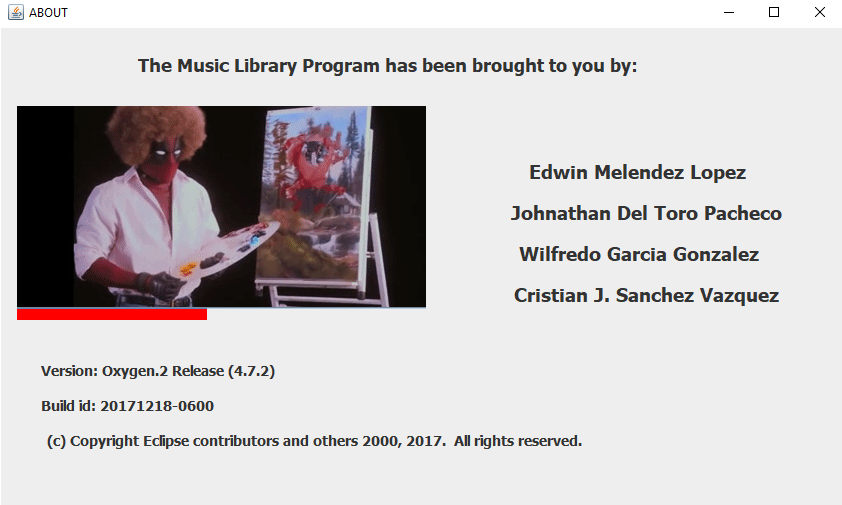 ABOUT
The Music Library Program has been brought to you by:
Edwin Melendez Lopez
Johnathan Del Toro Pacheco
Wilfredo Garcia Gonzalez
Cristian J. Sanchez Vazquez
Version: Oxygen.2 Release (4.7.2)
Build id: 20171218-0600
(c) Copyright Eclipse contributors and others 2000, 2017.  All rights reserved.